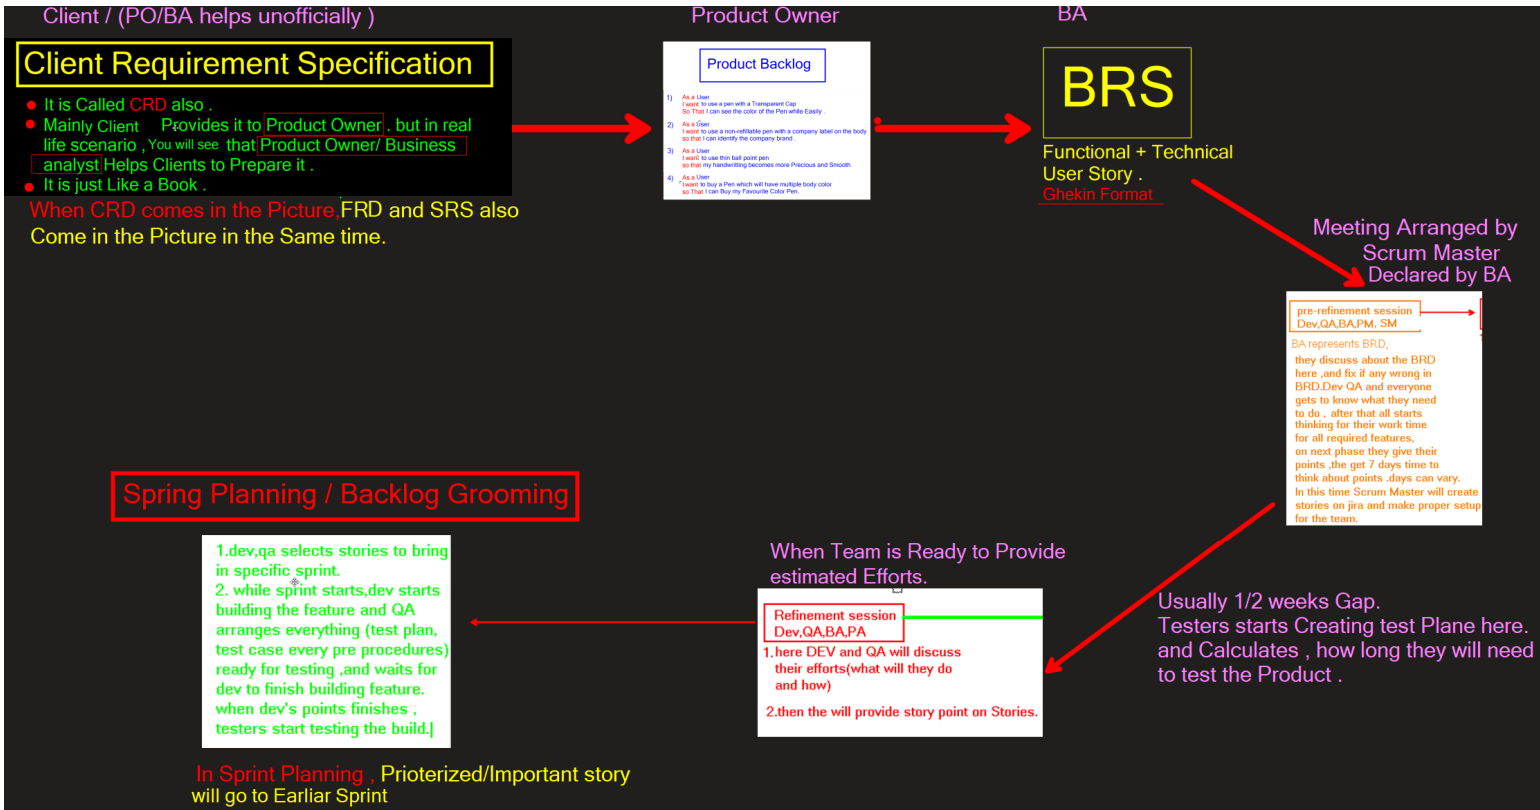 Client / (PO/BA helps unofficially )
Client Requirement Specification
It is Called CRD also .
Mainly Client Provides it to Product Owner . but in real
life scenario , You will see that Product Owner/ Business
analyst Helps Clients to Prepare it .
It is just Like a Book .
When CRD comes in the Picture, FRD and SRS also
Come in the Picture in the Same time.
Product Owner
Product Backlog
1) As a User
I want to use a pen with a Transparent Cap
So That I can see the color of the Pen while Easily .
2) As a User
I want to use a non-refillable pen with a company label on the body
so that I can identify the company brand .
3) As a User
I want to use thin ball point pen
so that my handwritting becomes more Precious and Smooth
4) As a User
I want to buy a Pen which will have multiple body color
so That I can Buy my Favourite Color Pen.
BA
BRS
Functional + Technical
User Story .
Ghekin Format
Meeting Arranged by
Scrum Master
Declared by BA
pre-refinement session
Dev,QA,BA,PM, SM
BA represents BRD,
they discuss about the BRD
here ,and fix if any wrong in
BRD.Dev QA and everyone
gets to know what they need
to do , after that all starts
thinking for their work time
for all required features,
on next phase they give their
points ,the get 7 days time to
think about points .days can vary.
In this time Scrum Master will create
stories on jira and make proper setup
for the team.
Usually 1/2 weeks Gap.
Testers starts Creating test Plane here.
and Calculates , how long they will need
to test the Product .
When Team is Ready to Provide
estimated Efforts.
Refinement session
Dev,QA,BA,PA
1. here DEV and QA will discuss
their efforts(what will they do
and how)
2.then the will provide story point on Stories.
Spring Planning / Backlog Grooming
1.dev,qa selects stories to bring
in specific sprint.
2. while sprint starts,dev starts
building the feature and QA
arranges everything (test plan,
test case every pre procedures)
ready for testing ,and waits for
dev to finish building feature.
when dev's points finishes ,
testers start testing the build.
In Sprint Planning , Prioterized/Important story
will go to Earliar Sprint